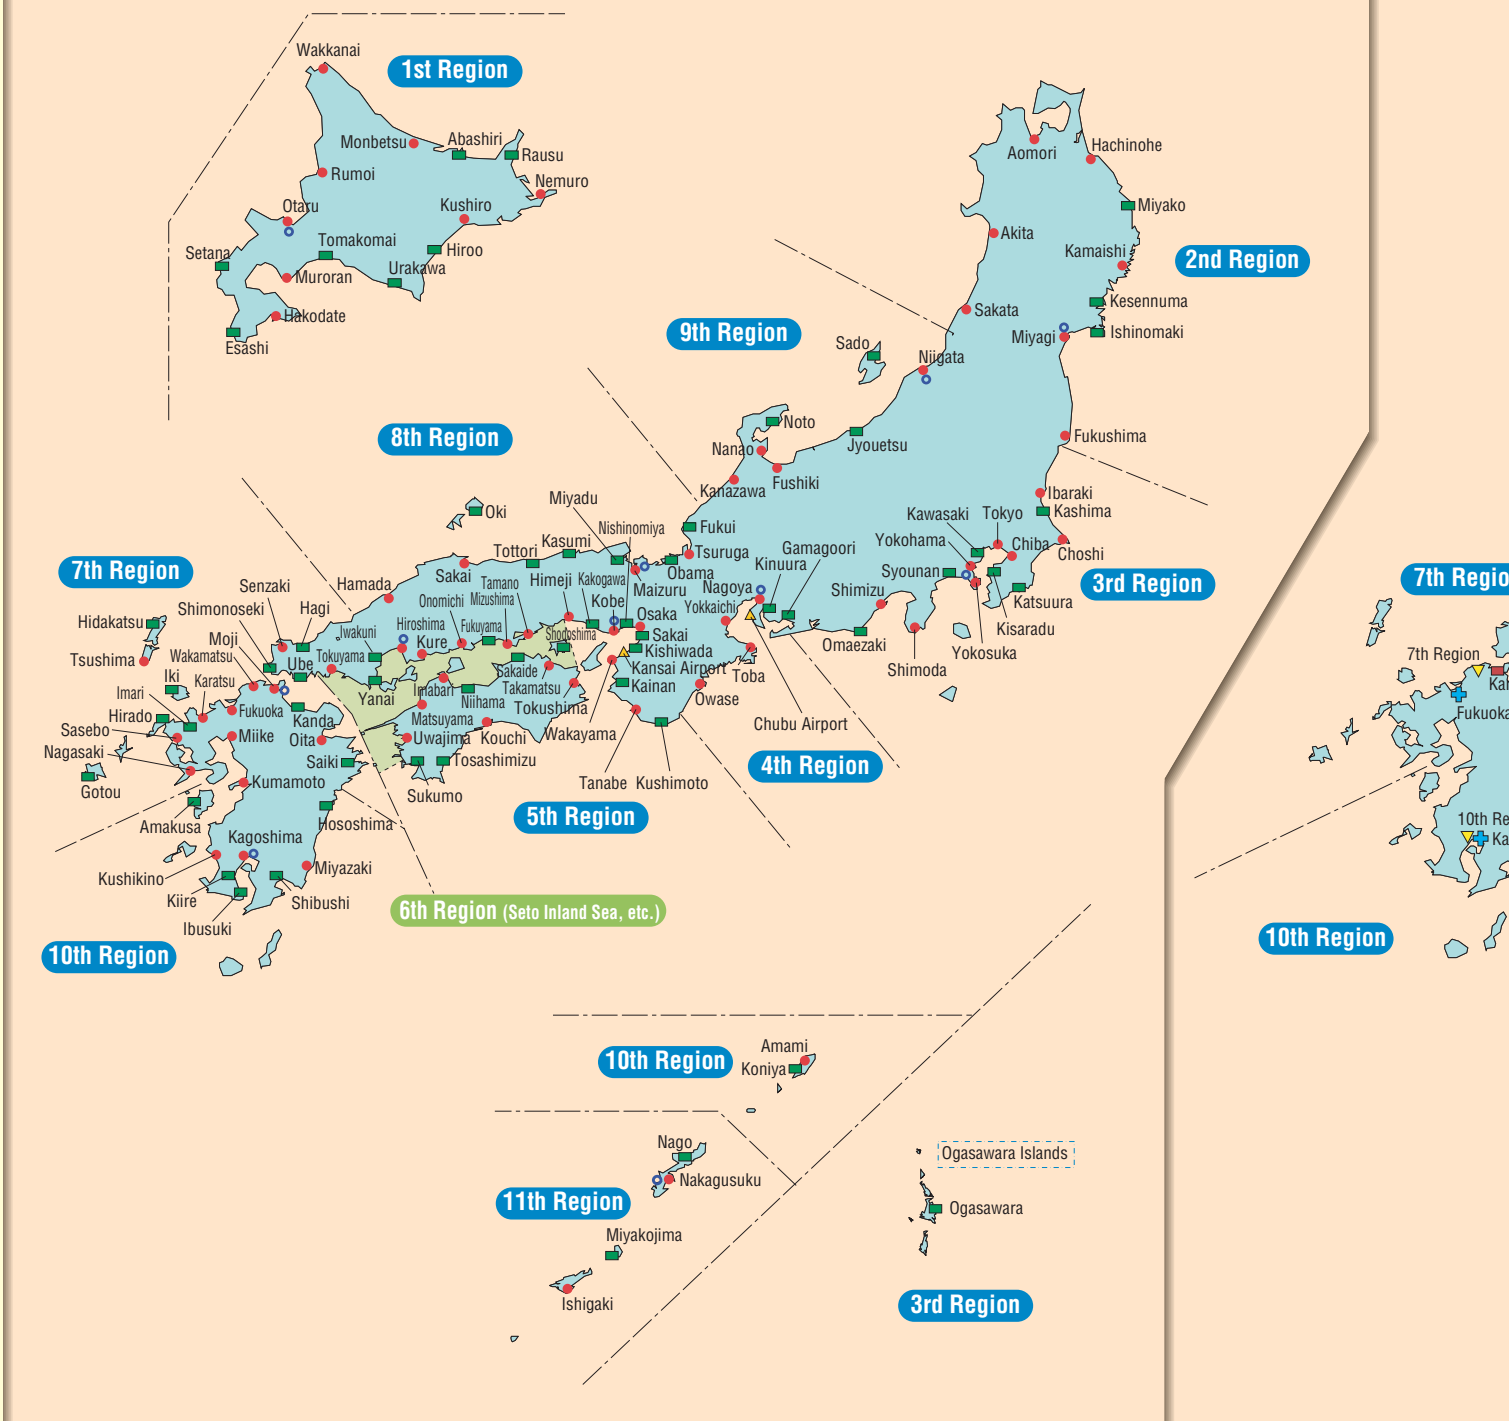 Wakkanai
1st Region
Monbetsu
Abashiri
Rausu
Rumoi
Nemuro
Otaru
Kushiro
Tomakomai
Hiroo
Setana
Urakawa
Muroran
Hakodate
Esashi
Aomori
Hachinohe
Miyako
Akita
Kamaishi
2nd Region
Kesennuma
Sakata
Miyagi
Ishinomaki
9th Region
Sado
Niigata
Noto
Jyouetsu
Nanao
Fushiki
Kanazawa
Fukushima
8th Region
Ibaraki
Kashima
Oki
Miyadu
Nishinomiya
Fukui
Kawasaki
Tokyo
Yokohama
Chiba
Choshi
Tottori
Kasumi
Tsuruga
Obama
Gamagoori
Kinuura
Syounan
3rd Region
7th Region
Senzaki
Hamada
Sakai
Tamano
Mizushima
Himeji
Kakogawa
Maizuru
Nagoya
Shimizu
Katsuura
Kisaradu
Shimonoseki
Hagi
Onomichi
Kobe
Osaka
Yokkaichi
Hidakatsu
Moji
Iwakuni
Hiroshima
Kure
Fukuyama
Shodoshima
Sakai
Kishiwada
Omaezaki
Yokosuka
Shimoda
Tsushima
Wakamatsu
Ube
Tokuyama
Sakaide
Kansai Airport
Toba
Iki
Karatsu
Yanai
Imabari
Niihama
Takamatsu
Kainan
Owase
Imari
Hirado
Fukuoka
Kanda
Matsuyama
Tokushima
Chubu Airport
Sasebo
Miike
Oita
Uwajima
Kouchi
Wakayama
Nagasaki
Saiki
Tosashimizu
4th Region
Gotou
Kumamoto
Sukumo
Tanabe
Kushimoto
Amakusa
Hososhima
5th Region
Kagoshima
Miyazaki
Kushikino
Kiire
Shibushi
Ibusuki
6th Region (Seto Inland Sea, etc.)
10th Region
10th Region
Amami
Koniya
Nago
Nakagusuku
11th Region
Miyakojima
Ishigaki
Ogasawara Islands
Ogasawara
3rd Region
7th Regio
7th Region
Kan
Fukuoka
10th Re
Ka
10th Region